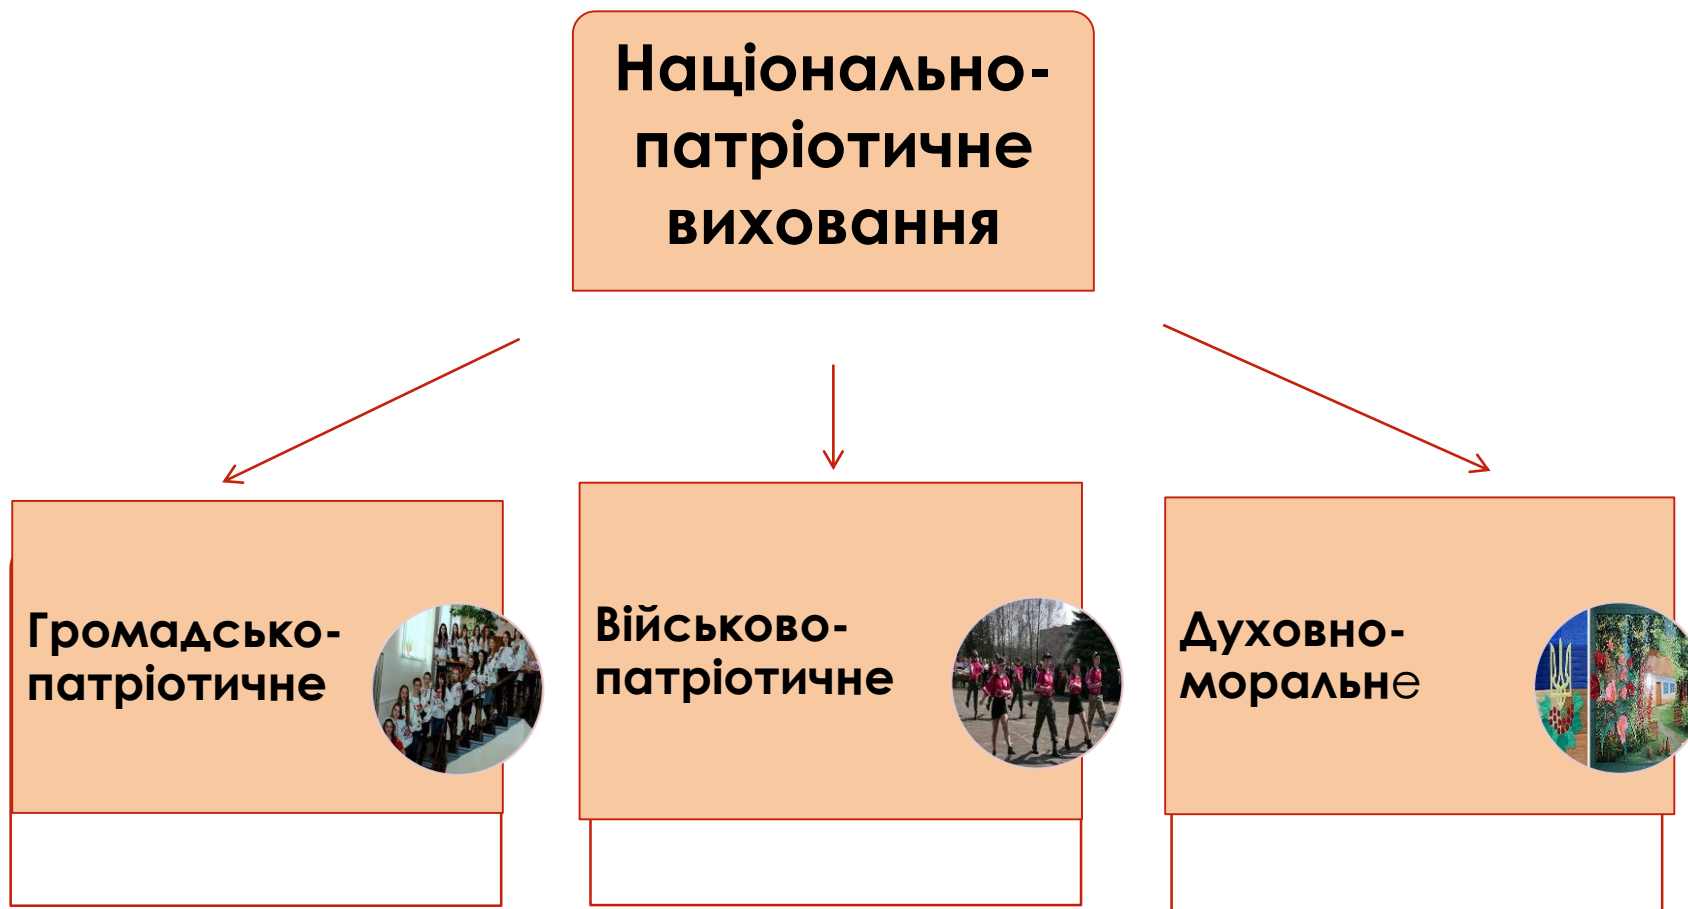 Національно-
патріотичне
виховання
Громадсько-
патріотичне
Військово-
патріотичне
Духовно-
моральне